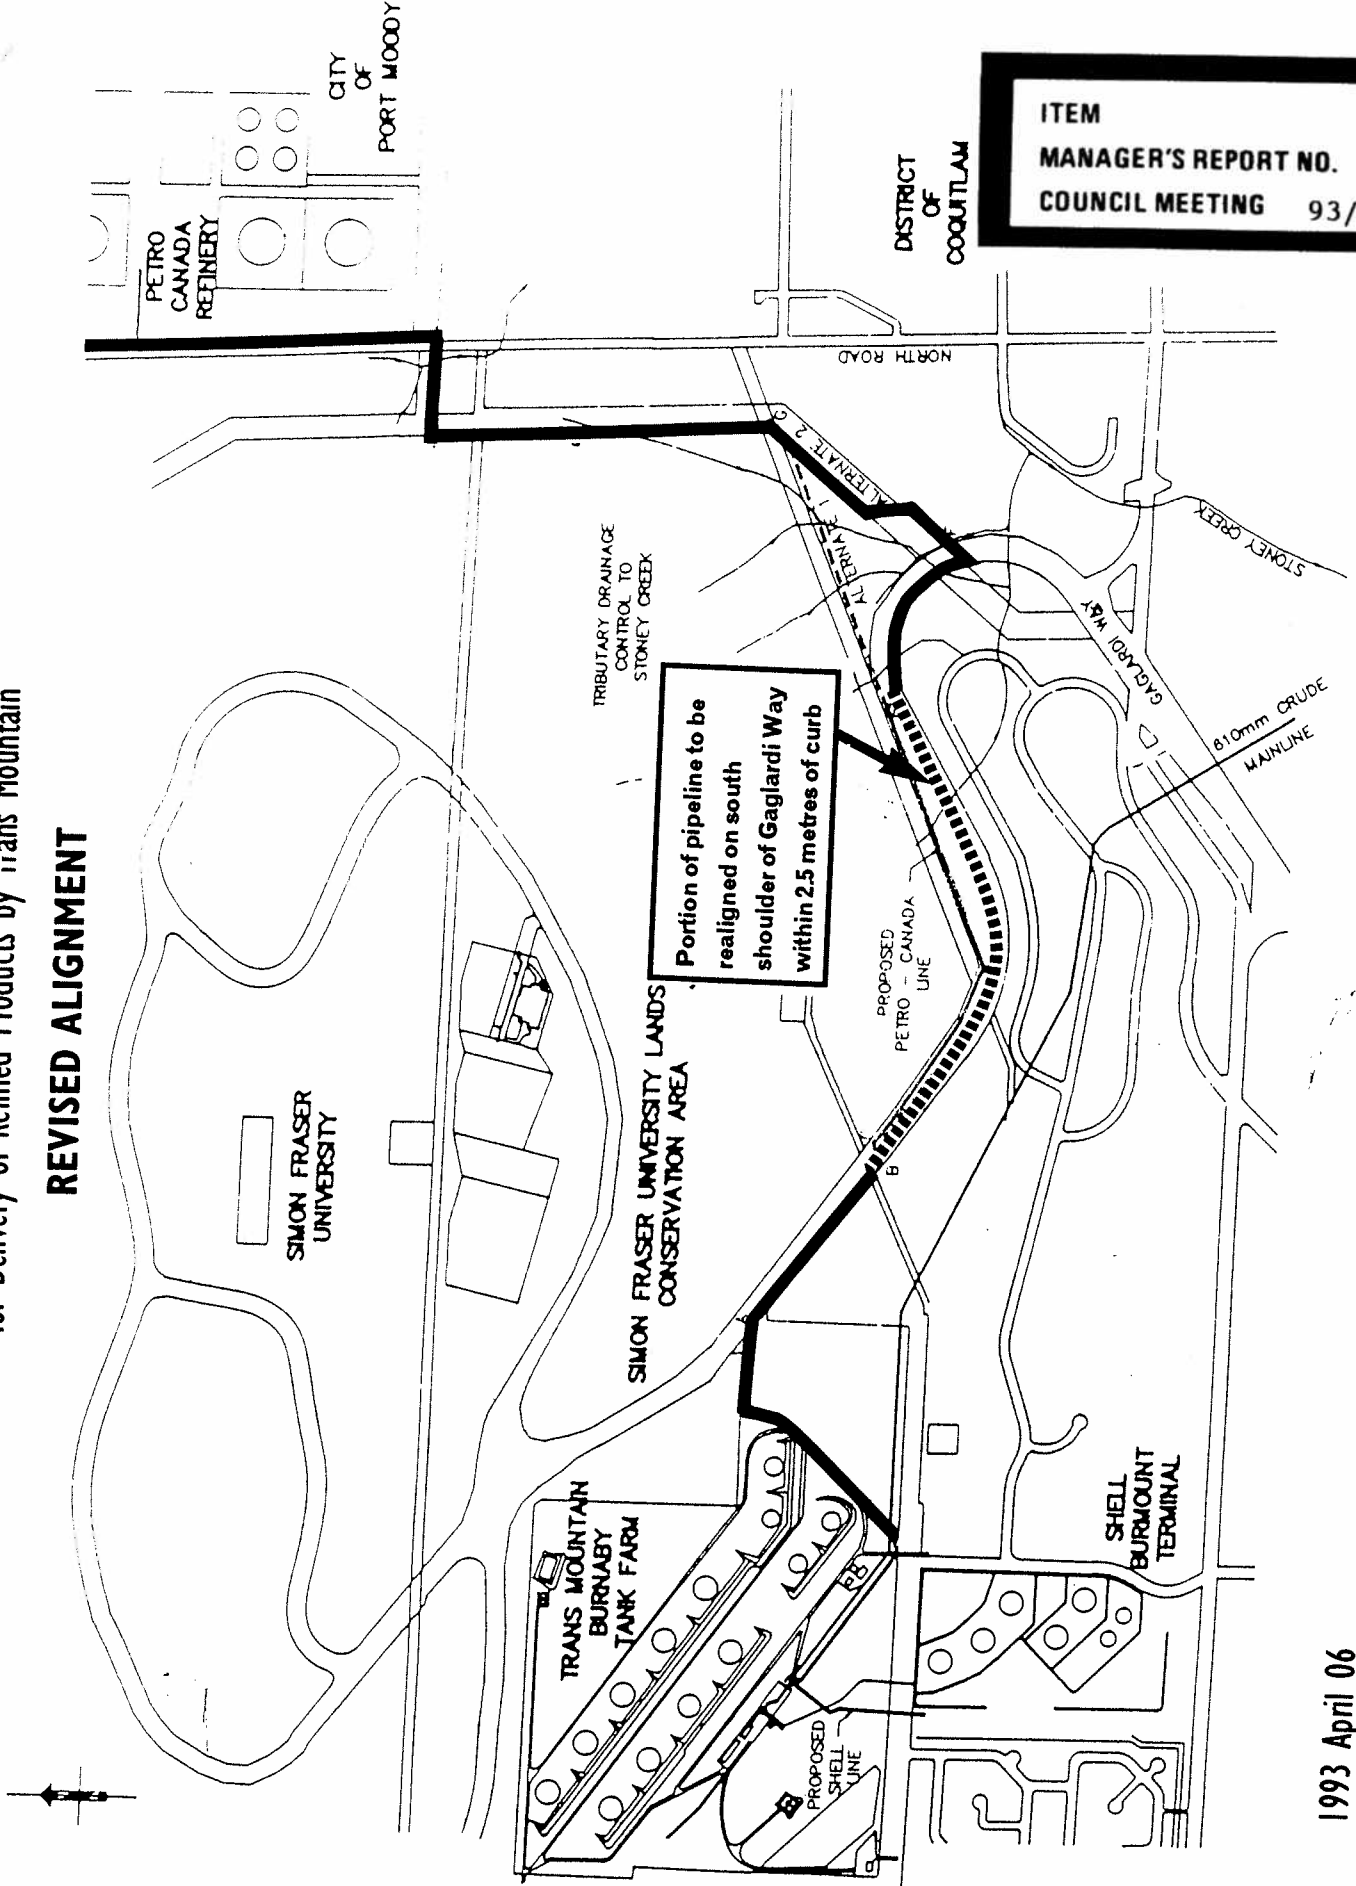 for Delivery of Refined Products by Trans Mountain
REVISED ALIGNMENT
ITEM
MANAGER'S REPORT NO.
COUNCIL MEETING 93/
CITY
OF
PORT MOODY
PETRO
CANADA
REFINERY
DISTRICT
OF
COQUITLAM
NORTH ROAD
ALTERNATE 2
C
ALTERNATE 1
TRIBUTARY DRAINAGE
CONTROL TO
STONEY CREEK
STONEY CREEK
GAGLARDI WAY
Portion of pipeline to be
realigned on south
shoulder of Gaglardi Way
within 2.5 metres of curb
610mm CRUDE
MAINLINE
PROPOSED
PETRO - CANADA
LINE
SIMON FRASER
UNIVERSITY
SIMON FRASER UNIVERSITY LANDS
CONSERVATION AREA
B
TRANS MOUNTAIN
BURNABY
TANK FARM
SHELL
BURMOUNT
TERMINAL
PROPOSED
SHELL
LINE
1993 April 06